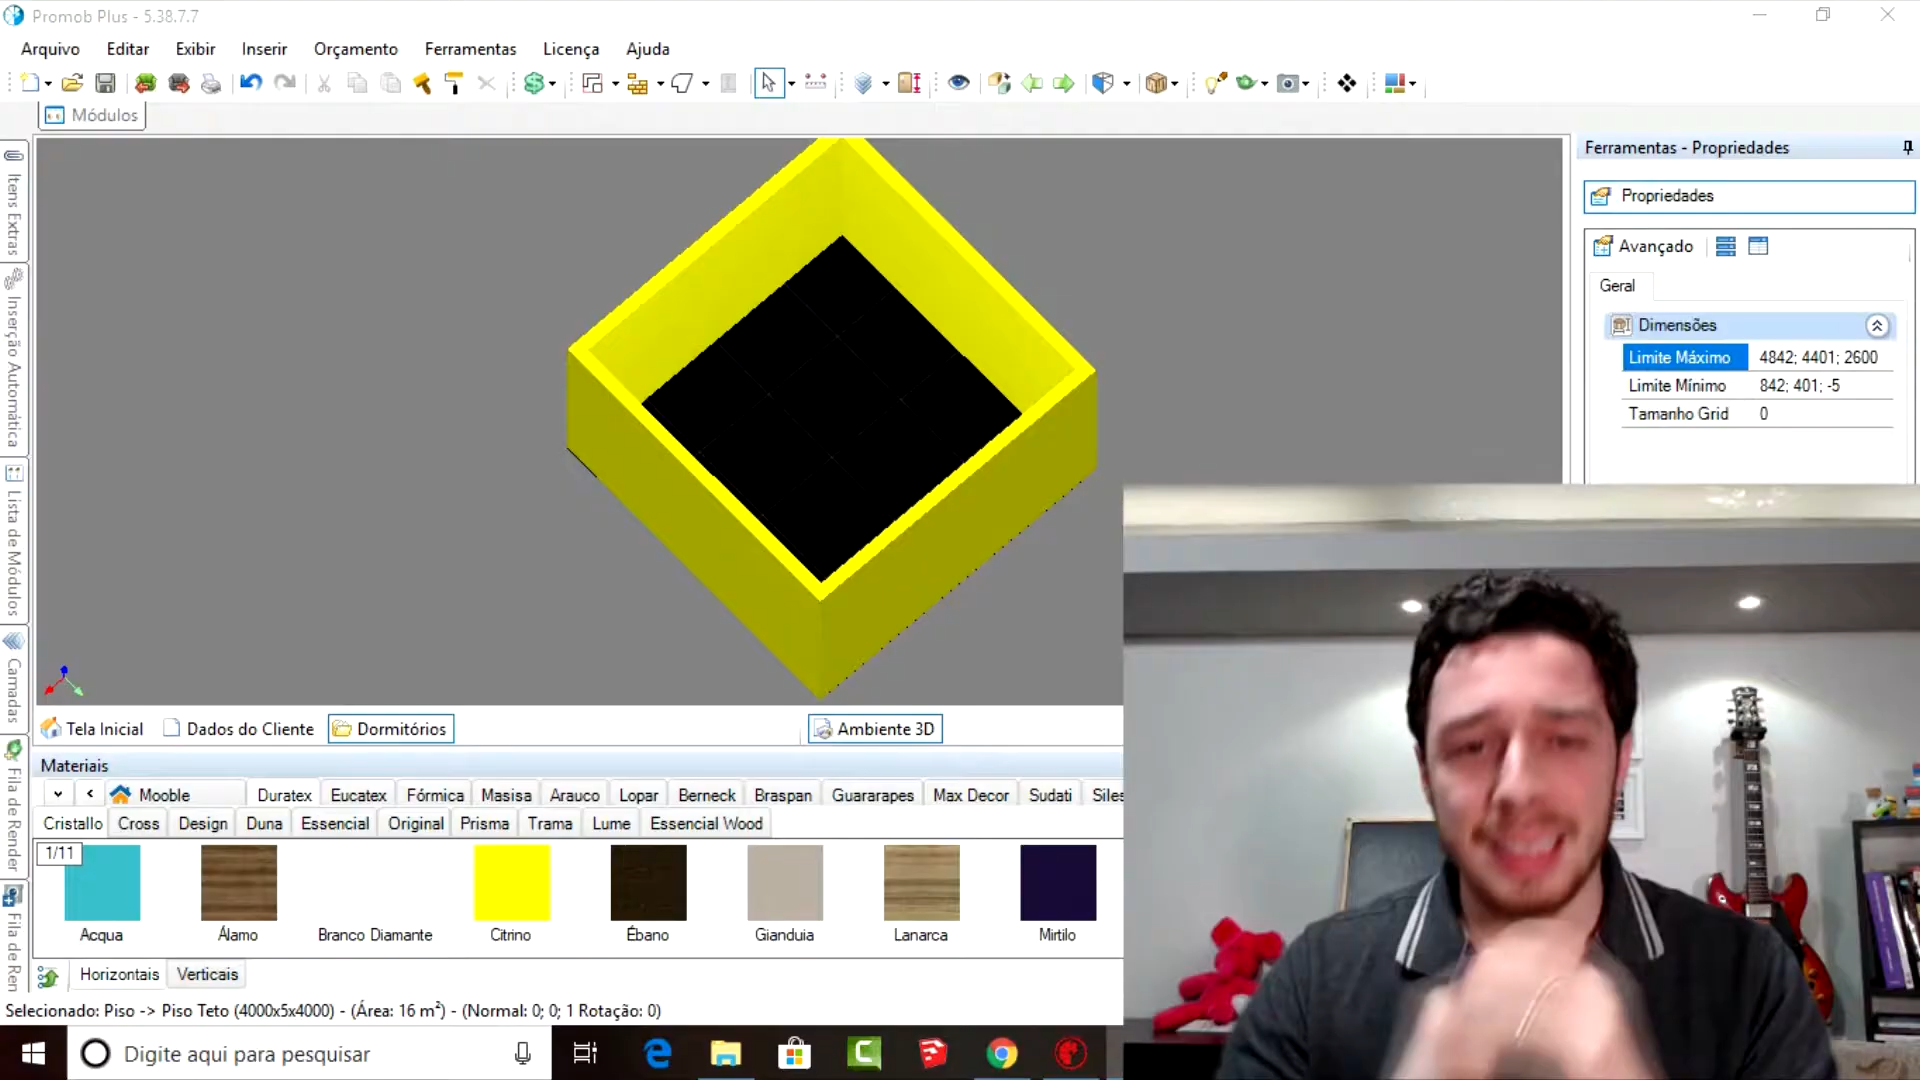 Promob Plus - 5.38.7.7
Arquivo Editar Exibir Inserir Orçamento Ferramentas Licença Ajuda
Módulos
Itens Extras
Inserção Automática
Lista de Módulos
Camadas
Fila de Render
Fila de Ren
Ferramentas - Propriedades
Propriedades
Avançado
Geral
Dimensões
Limite Máximo 4842; 4401; 2600
Limite Mínimo 842; 401; -5
Tamanho Grid 0
Tela Inicial Dados do Cliente Dormitórios Ambiente 3D
Materiais
Mooble Duratex Eucatex Fórmica Masisa Arauco Lopar Berneck Braspan Guararapes Max Decor Sudati Siles
Cristallo Cross Design Duna Essencial Original Prisma Trama Lume Essencial Wood
1/11
Acqua Álamo Branco Diamante Citrino Ébano Gianduia Lanarca Mirtilo
Horizontais Verticais
Selecionado: Piso -> Piso Teto (4000x5x4000) - (Área: 16 m²) - (Normal: 0; 0; 1 Rotação: 0)
Digite aqui para pesquisar